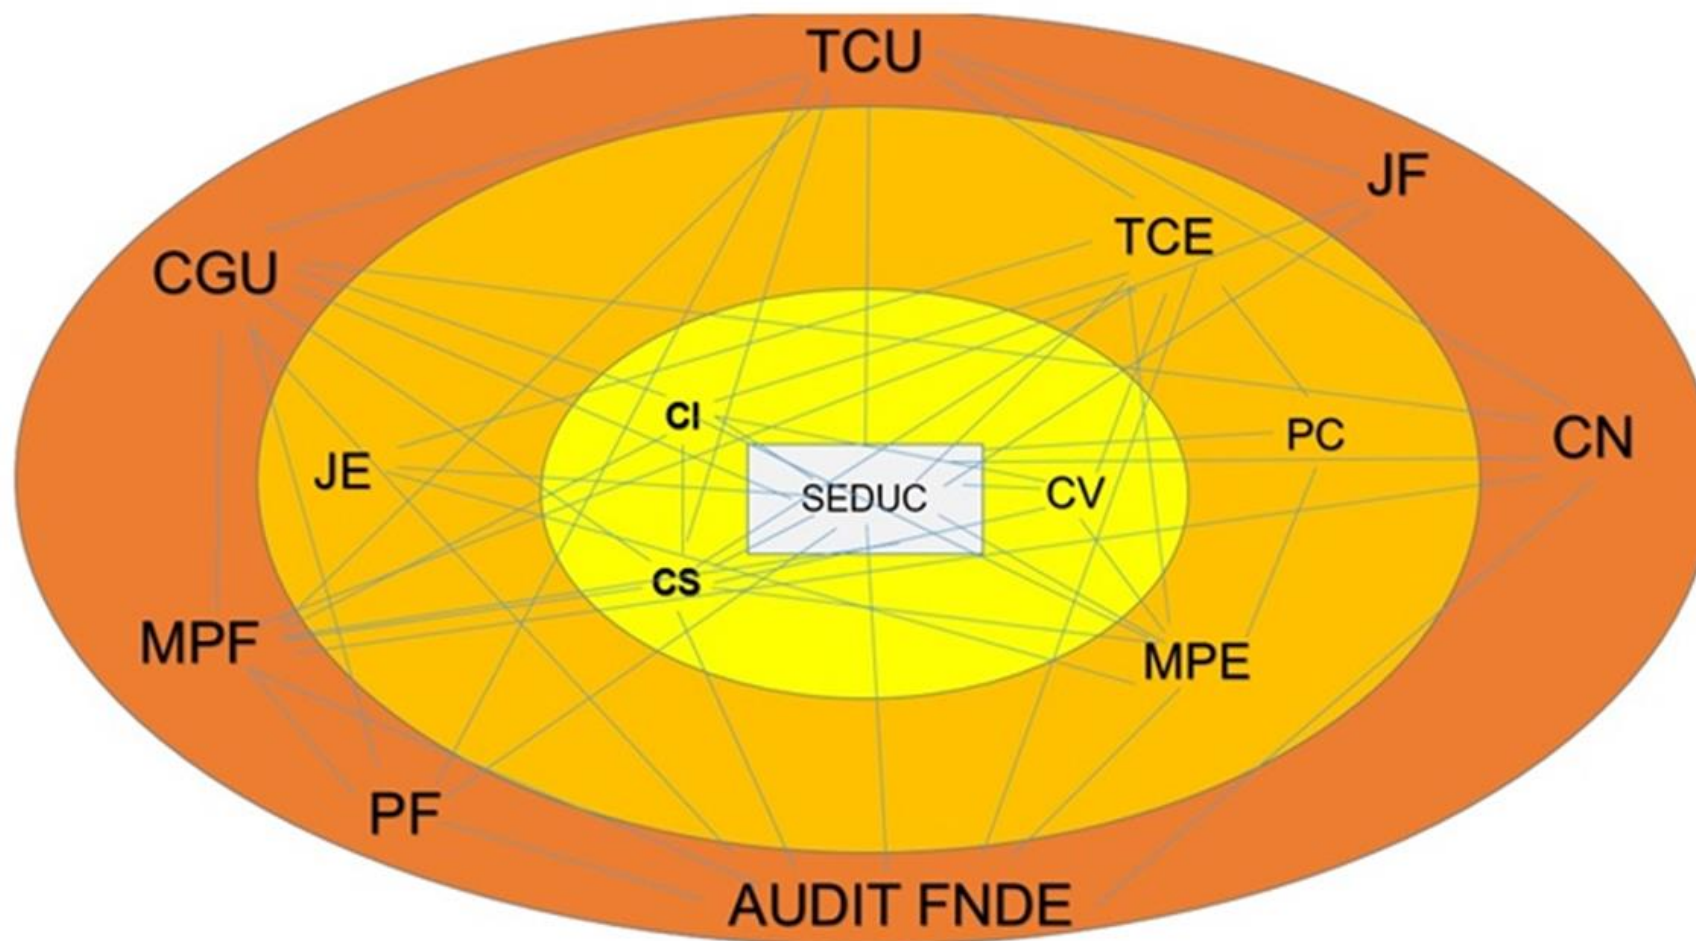 TCU
JF
TCE
CGU
CI
PC
CN
JE
SEDUC
CV
CS
MPF
MPE
PF
AUDIT FNDE